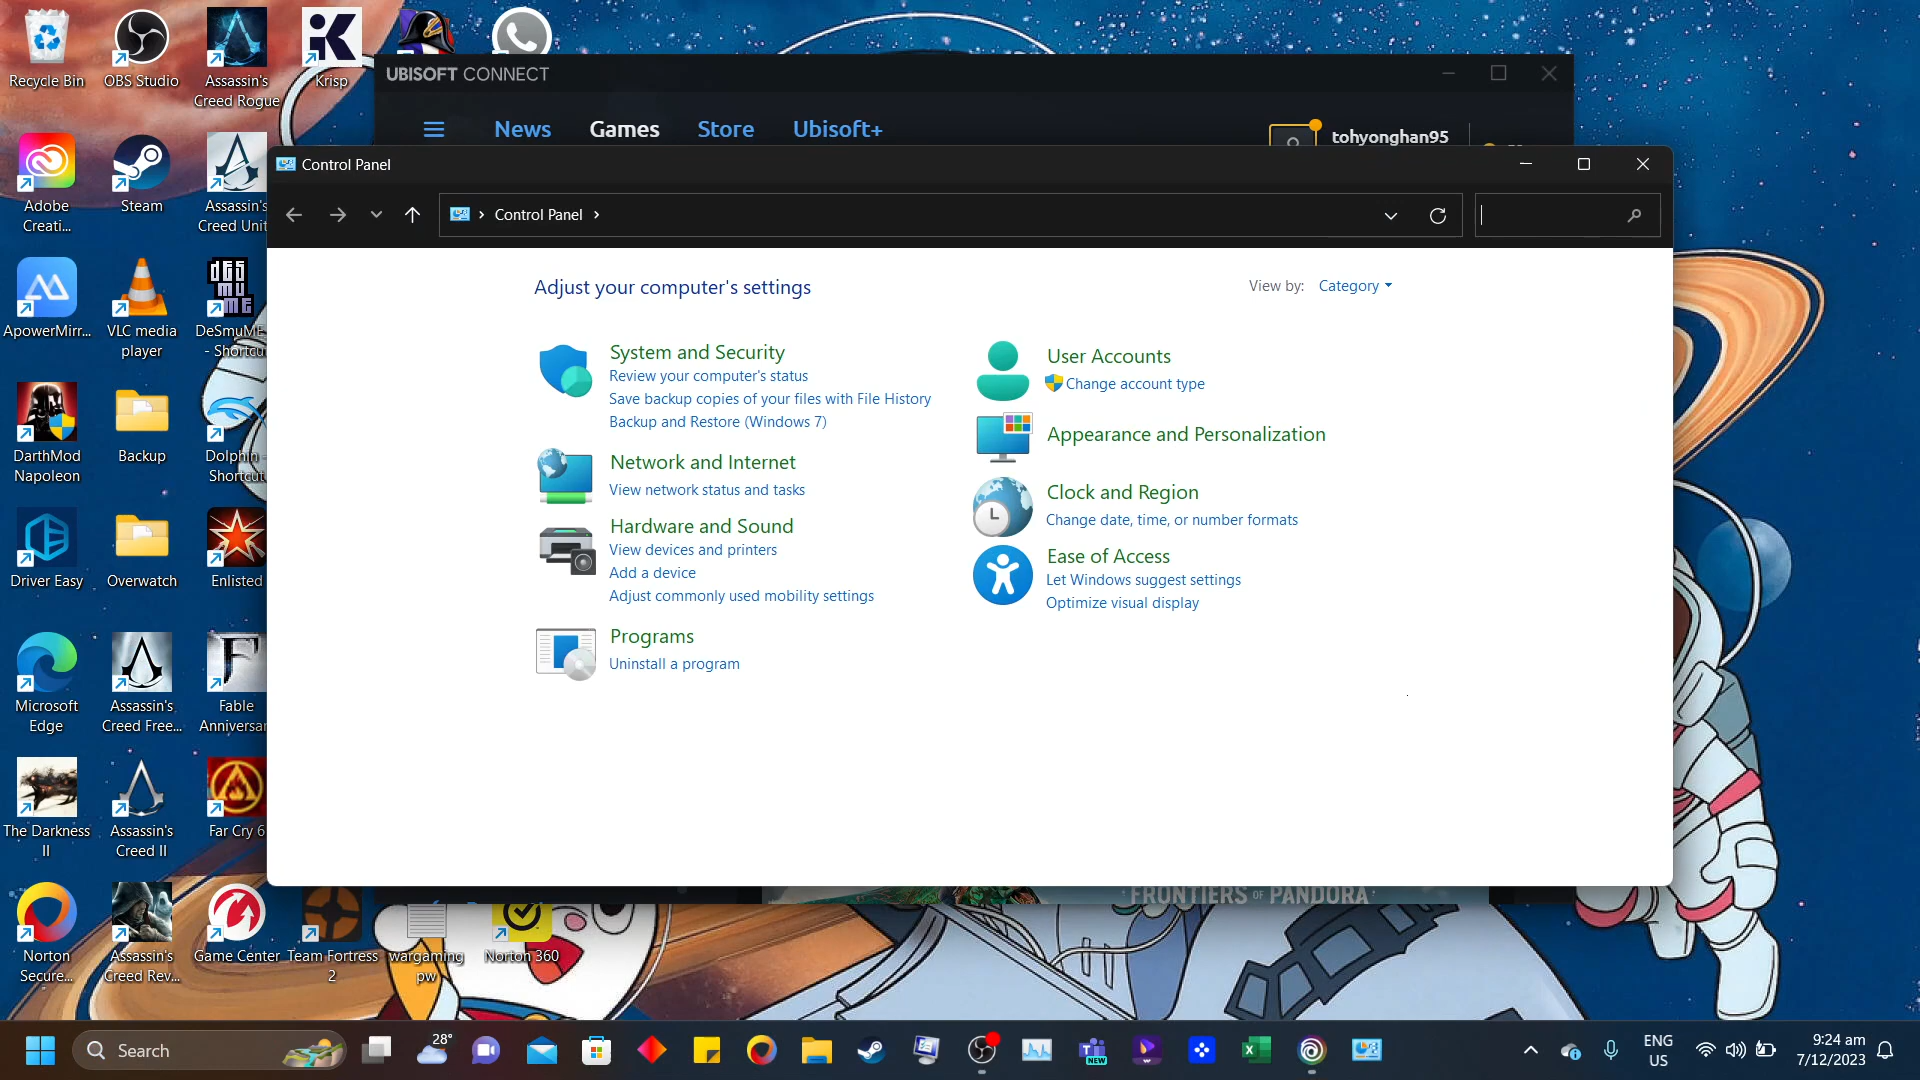 Recycle Bin
OBS Studio
Assassin's
Creed Rogue
Krisp
UBISOFT CONNECT
News
Games
Store
Ubisoft+
tohyonghan95
Adobe
Creati...
Steam
Assassin's
Creed Unit
Control Panel
Control Panel
Adjust your computer's settings
View by:
Category
System and Security
Review your computer's status
Save backup copies of your files with File History
Backup and Restore (Windows 7)
Network and Internet
View network status and tasks
Hardware and Sound
View devices and printers
Add a device
Adjust commonly used mobility settings
Programs
Uninstall a program
User Accounts
Change account type
Appearance and Personalization
Clock and Region
Change date, time, or number formats
Ease of Access
Let Windows suggest settings
Optimize visual display
ApowerMirr...
VLC media
player
DeSmuME
- Shortcu
DarthMod
Napoleon
Backup
Dolphin -
Shortcut
Driver Easy
Overwatch
Enlisted
Microsoft
Edge
Assassin's
Creed Free...
Fable
Anniversar
The Darkness
II
Assassin's
Creed II
Far Cry 6
FRONTIERS OF PANDORA
Norton
Secure...
Assassin's
Creed Rev...
Game Center
Team Fortress
2
wargaming
pw
Norton 360
Search
28°
NEW
ENG
US
9:24 am
7/12/2023